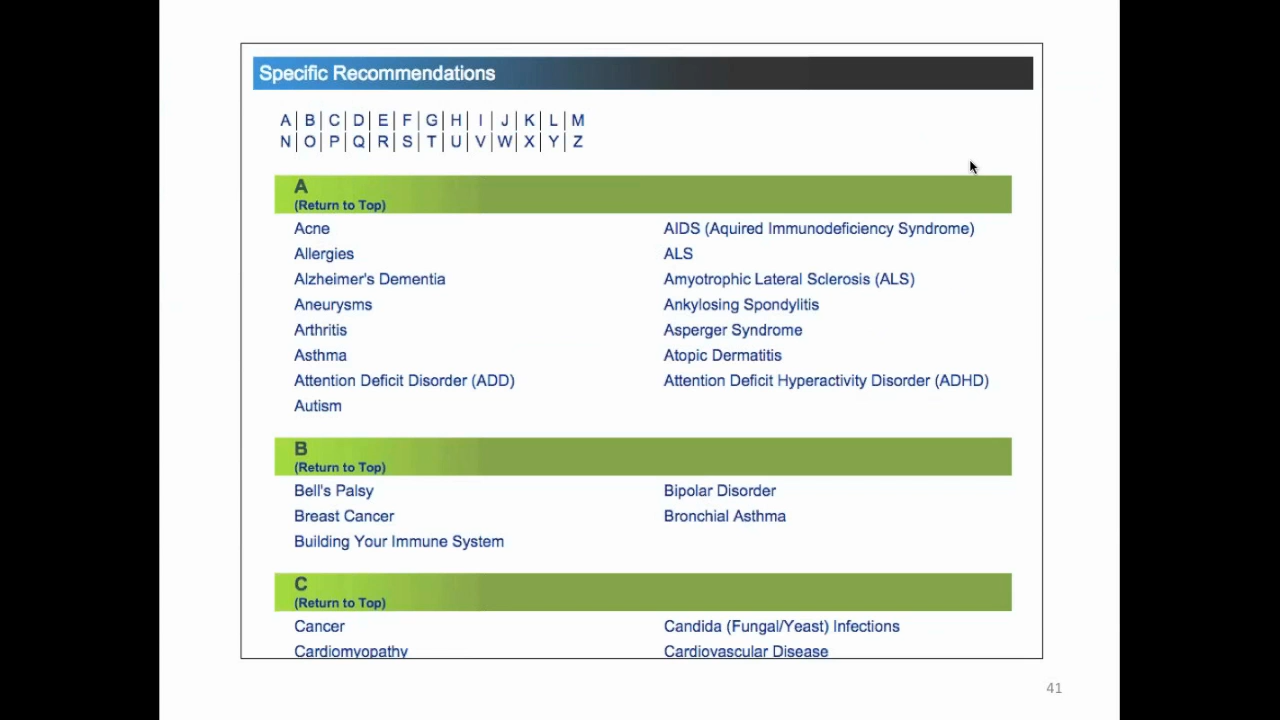 Specific Recommendations
A | B | C | D | E | F | G | H | I | J | K | L | M
N | O | P | Q | R | S | T | U | V | W | X | Y | Z
A
(Return to Top)
Acne AIDS (Aquired Immunodeficiency Syndrome)
Allergies ALS
Alzheimer's Dementia Amyotrophic Lateral Sclerosis (ALS)
Aneurysms Ankylosing Spondylitis
Arthritis Asperger Syndrome
Asthma Atopic Dermatitis
Attention Deficit Disorder (ADD) Attention Deficit Hyperactivity Disorder (ADHD)
Autism
B
(Return to Top)
Bell's Palsy Bipolar Disorder
Breast Cancer Bronchial Asthma
Building Your Immune System
C
(Return to Top)
Cancer Candida (Fungal/Yeast) Infections
Cardiomyopathy Cardiovascular Disease
41